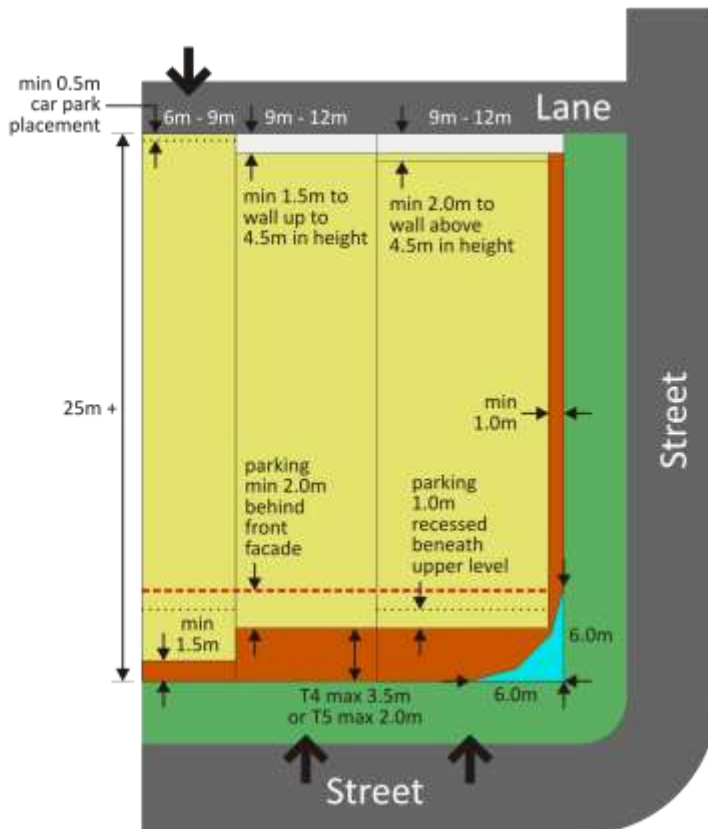 min 0.5m
car park
placement
6m - 9m
9m - 12m
9m - 12m
Lane
min 1.5m to
wall up to
4.5m in height
min 2.0m to
wall above
4.5m in height
25m +
min
1.0m
Street
parking
min 2.0m
behind
front
facade
parking
1.0m
recessed
beneath
upper level
min
1.5m
6.0m
6.0m
T4 max 3.5m
or T5 max 2.0m
Street